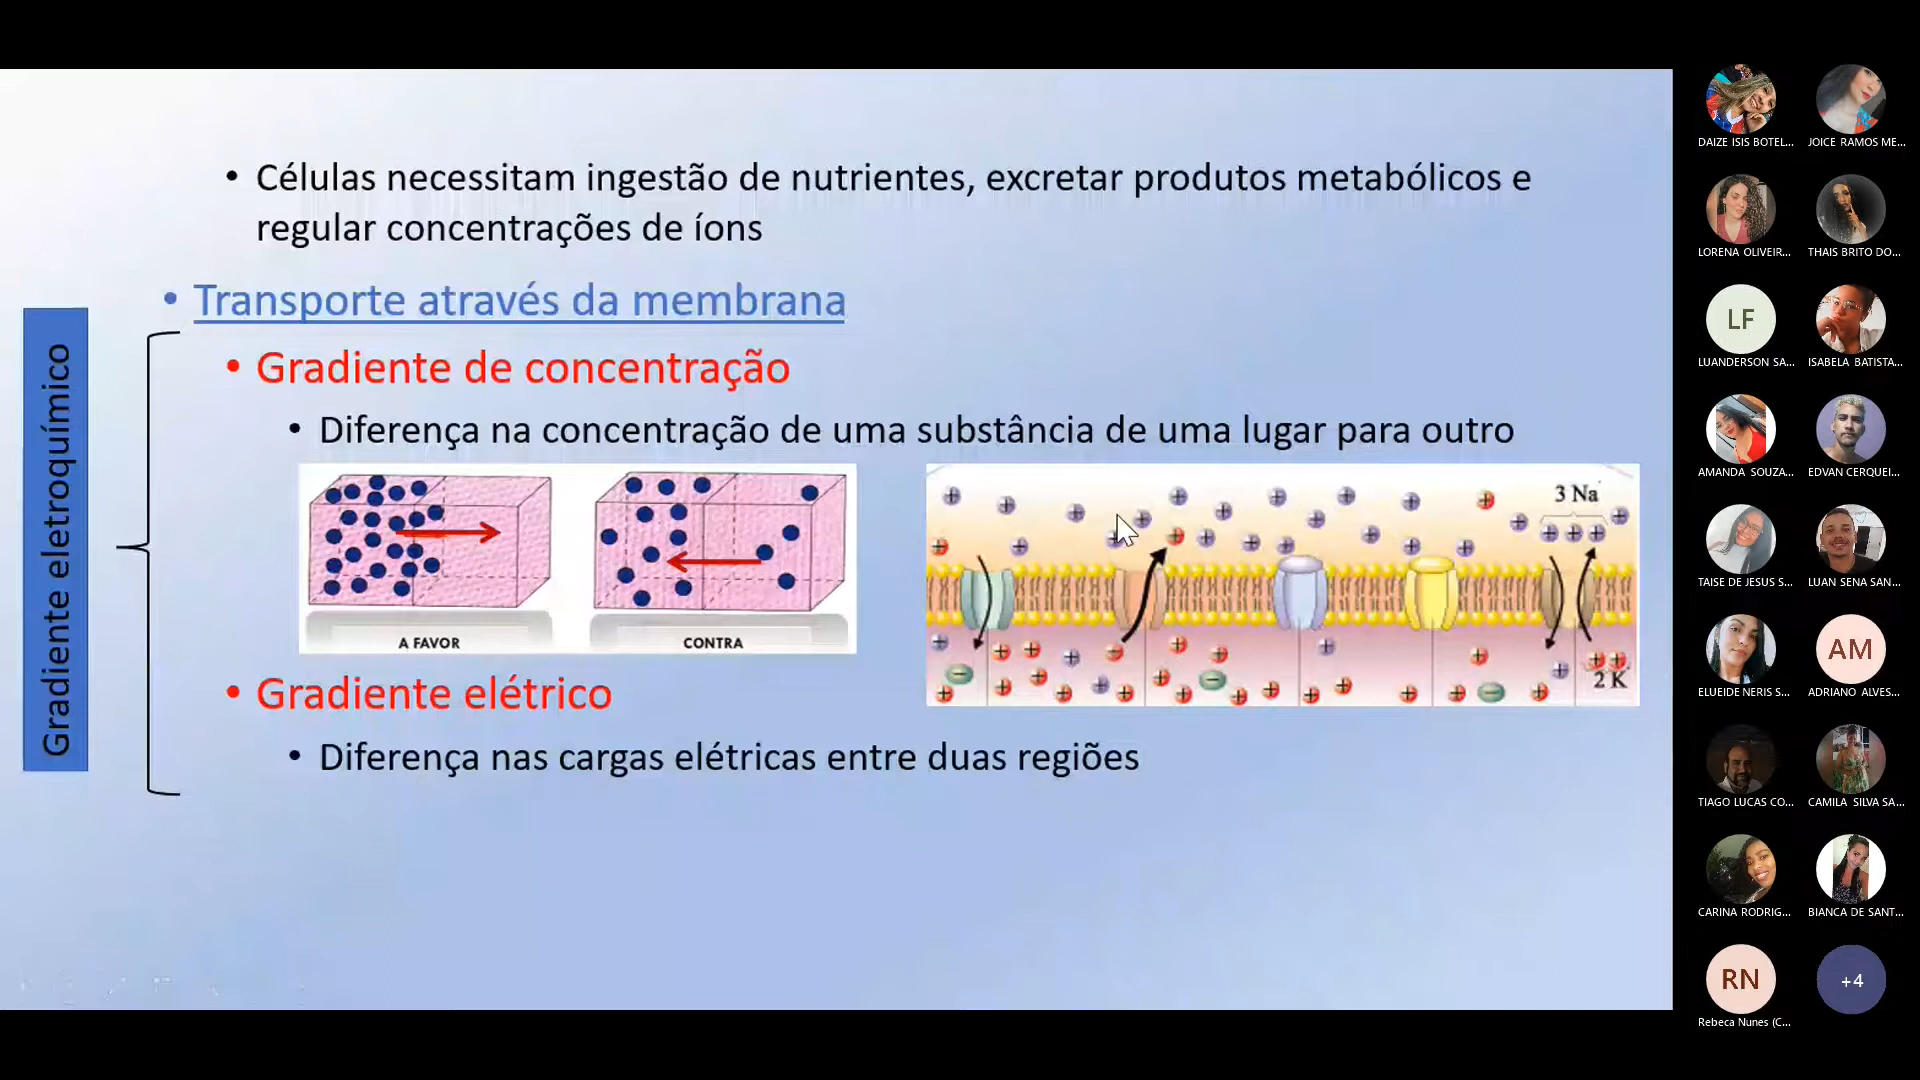 • Células necessitam ingestão de nutrientes, excretar produtos metabólicos e
regular concentrações de íons
• Transporte através da membrana
Gradiente eletroquímico
• Gradiente de concentração
• Diferença na concentração de uma substância de uma lugar para outro
A FAVOR
CONTRA
3 Na
2 K
• Gradiente elétrico
• Diferença nas cargas elétricas entre duas regiões
DAIZE ISIS BOTEL...
JOICE RAMOS ME...
LORENA OLIVEIR...
THAIS BRITO DO...
LF
LUANDERSON SA...
ISABELA BATISTA...
AMANDA SOUZA...
EDVAN CERQUEI...
TAISE DE JESUS S...
LUAN SENA SAN...
ELUEIDE NERIS S...
AM
ADRIANO ALVES...
TIAGO LUCAS CO...
CAMILA SILVA SA...
CARINA RODRIG...
BIANCA DE SANT...
RN
Rebeca Nunes (C...
+4